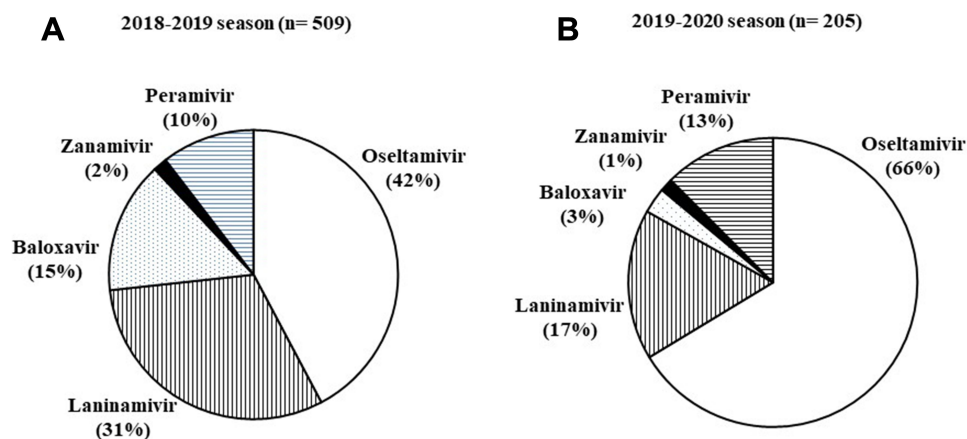 A
2018-2019 season (n= 509)
Peramivir
(10%)
Zanamivir
(2%)
Oseltamivir
(42%)
Baloxavir
(15%)
Laninamivir
(31%)
B
2019-2020 season (n= 205)
Peramivir
(13%)
Zanamivir
(1%)
Oseltamivir
(66%)
Baloxavir
(3%)
Laninamivir
(17%)